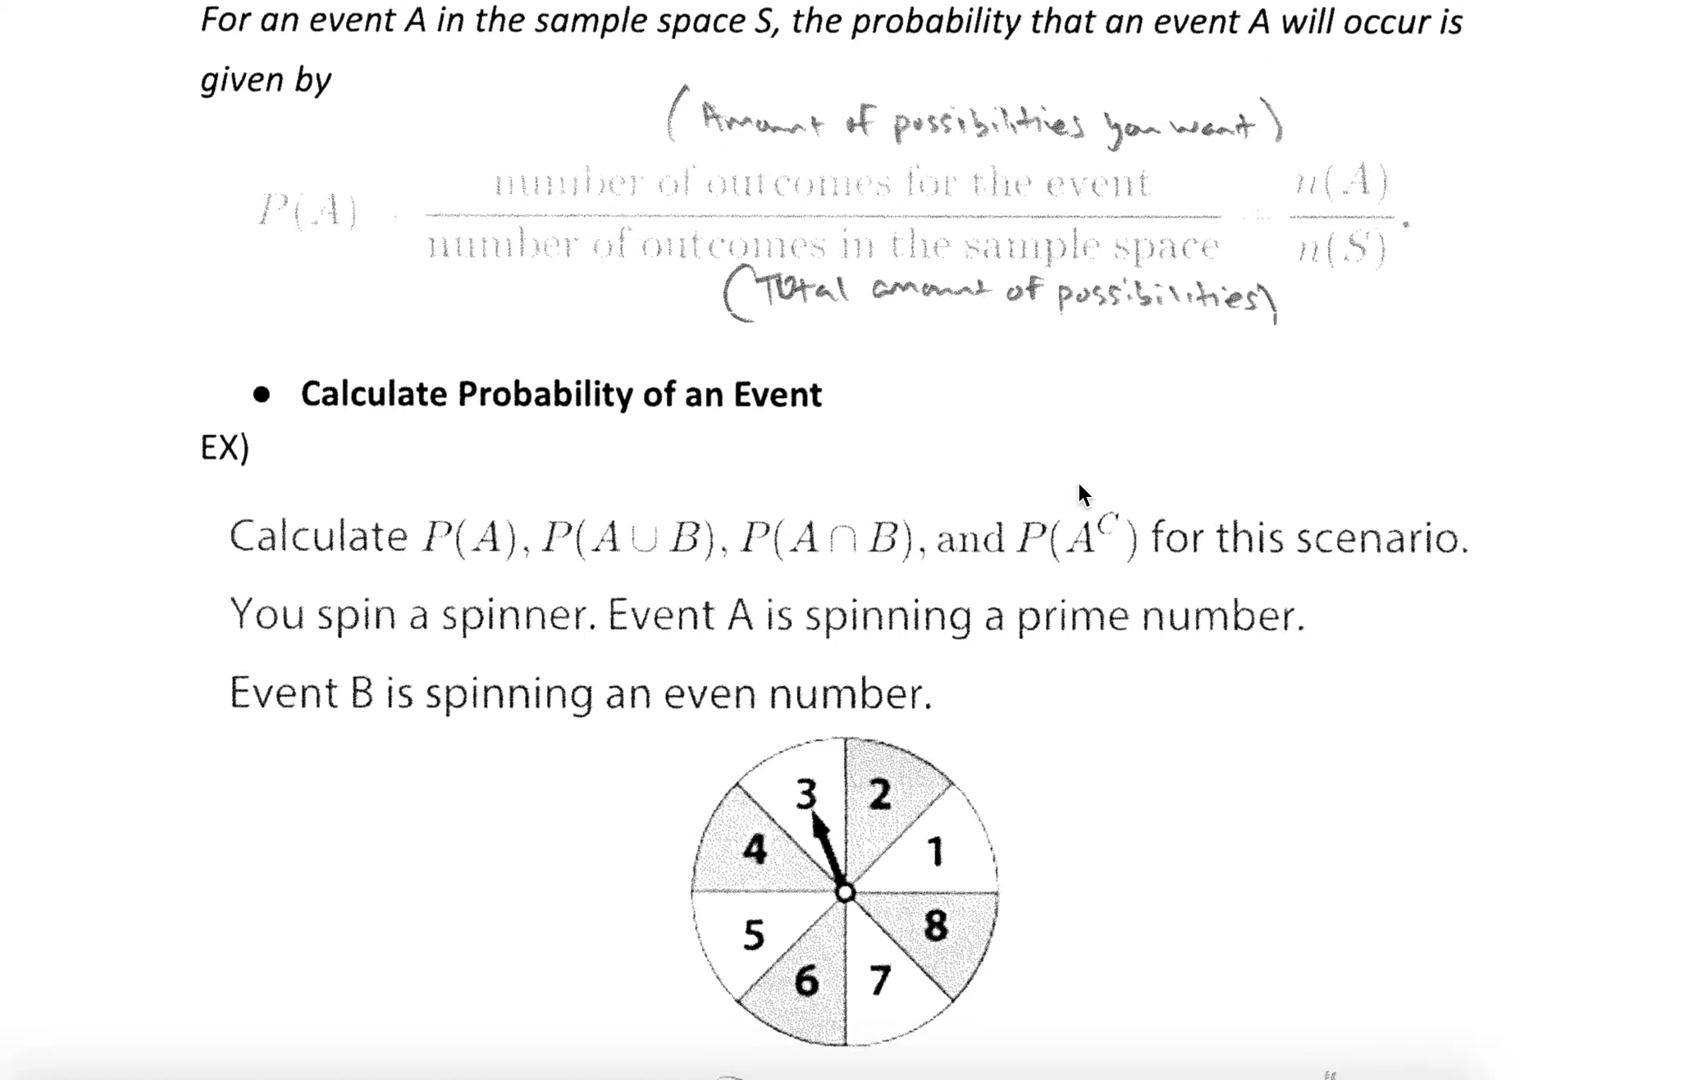 For an event A in the sample space S, the probability that an event A will occur is
given by
(Amount of possibilities you want)
P(A) = number of outcomes for the event / number of outcomes in the sample space = n(A) / n(S).
(Total amount of possibilities)
• Calculate Probability of an Event
EX)
Calculate P(A), P(A ∪ B), P(A ∩ B), and P(A^C) for this scenario.
You spin a spinner. Event A is spinning a prime number.
Event B is spinning an even number.
3 2
4 1
5 8
6 7